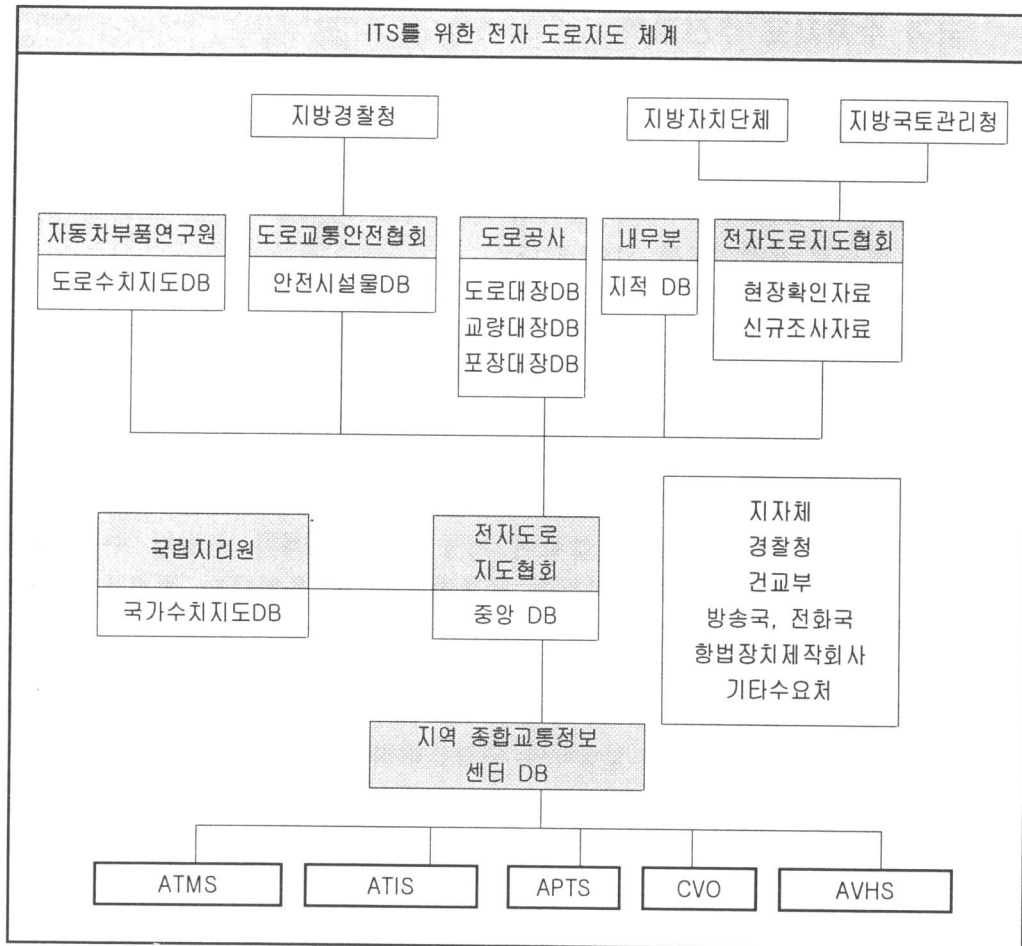 ITS를 위한 전자 도로지도 체계
지방경찰청
지방자치단체
지방국토관리청
자동차부품연구원
도로수치지도DB
도로교통안전협회
안전시설물DB
도로공사
도로대장DB
교량대장DB
포장대장DB
내무부
지적 DB
전자도로지도협회
현장확인자료
신규조사자료
국립지리원
국가수치지도DB
전자도로
지도협회
중앙 DB
지자체
경찰청
건교부
방송국, 전화국
항법장치제작회사
기타수요처
지역 종합교통정보
센터 DB
ATMS
ATIS
APTS
CVO
AVHS